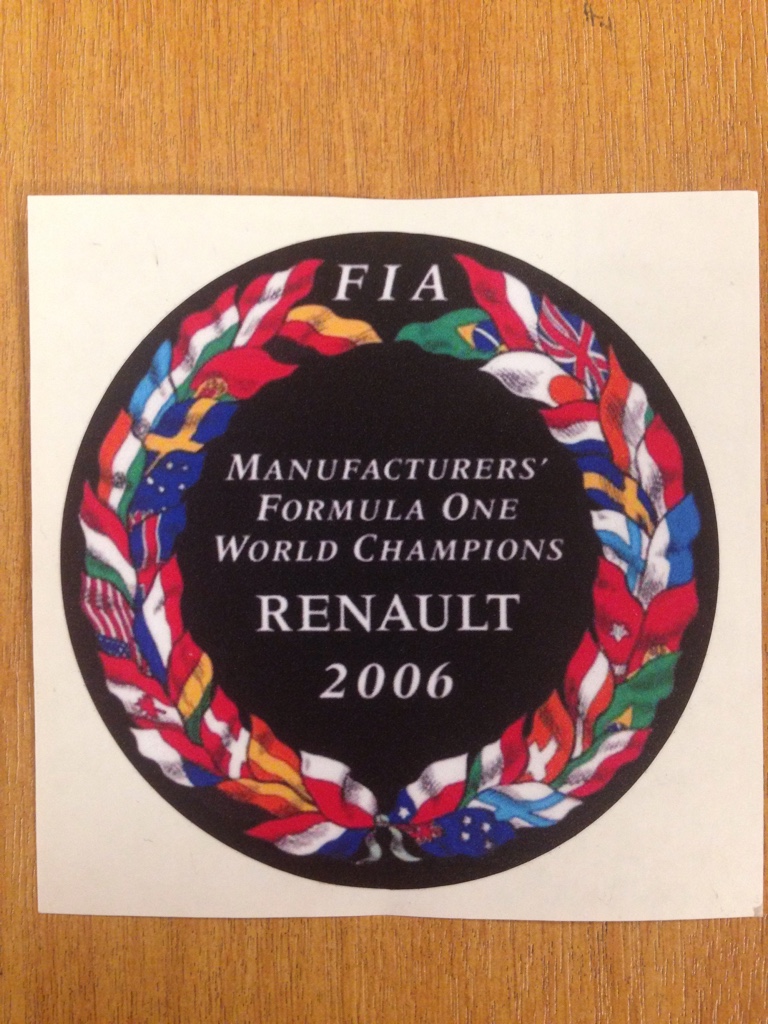 FIA
MANUFACTURERS'
FORMULA ONE
WORLD CHAMPIONS
RENAULT
2006